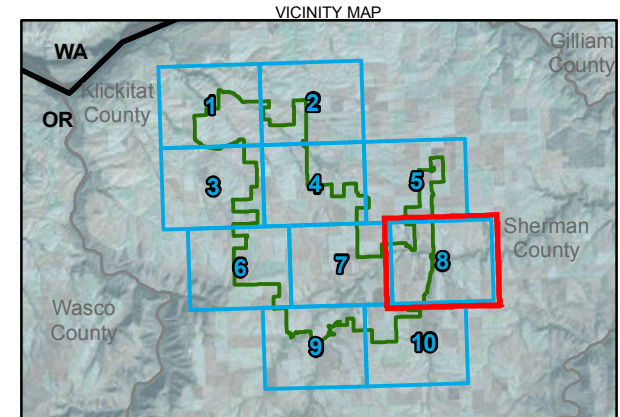 VICINITY MAP
WA
Gilliam
County
Klickitat
County
OR
1
2
3
4
5
Sherman
County
6
7
8
Wasco
County
9
10